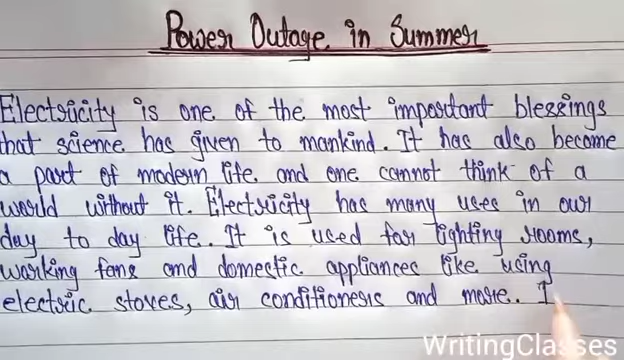 Power Outage in Summer
Electricity is one of the most important blessings
that science has given to mankind. It has also become
a part of modern life and one cannot think of a
world without it. Electricity has many uses in our
day to day life. It is used for lighting rooms,
working fans and domestic appliances like using
electric stoves, air conditioners and more. I
WritingClasses